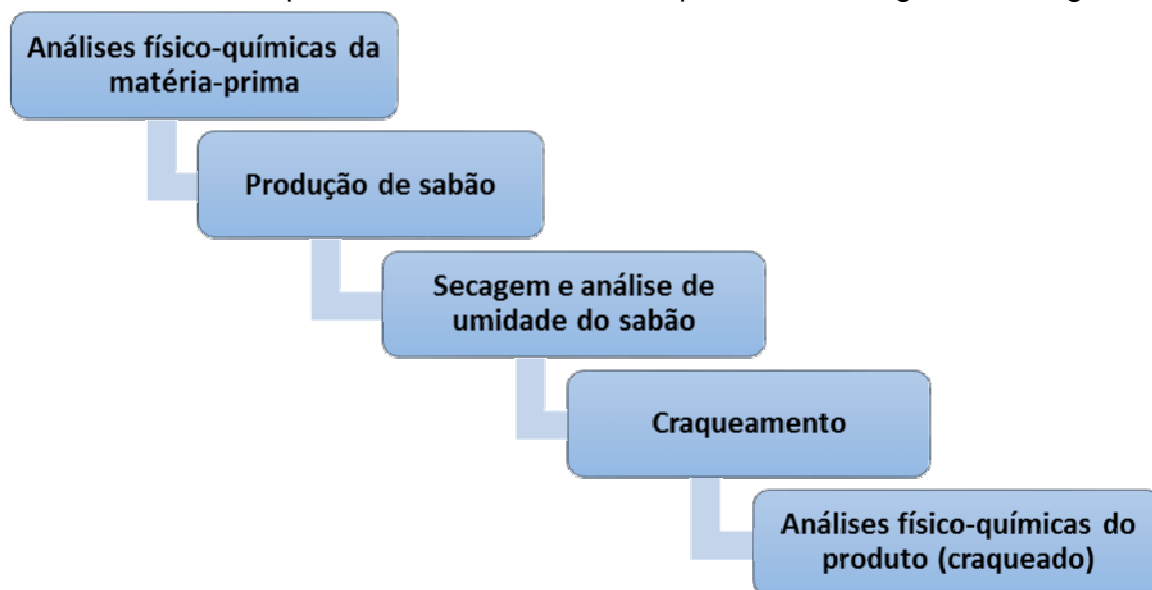 Análises físico-químicas da
matéria-prima
Produção de sabão
Secagem e análise de
umidade do sabão
Craqueamento
Análises físico-químicas do
produto (craqueado)